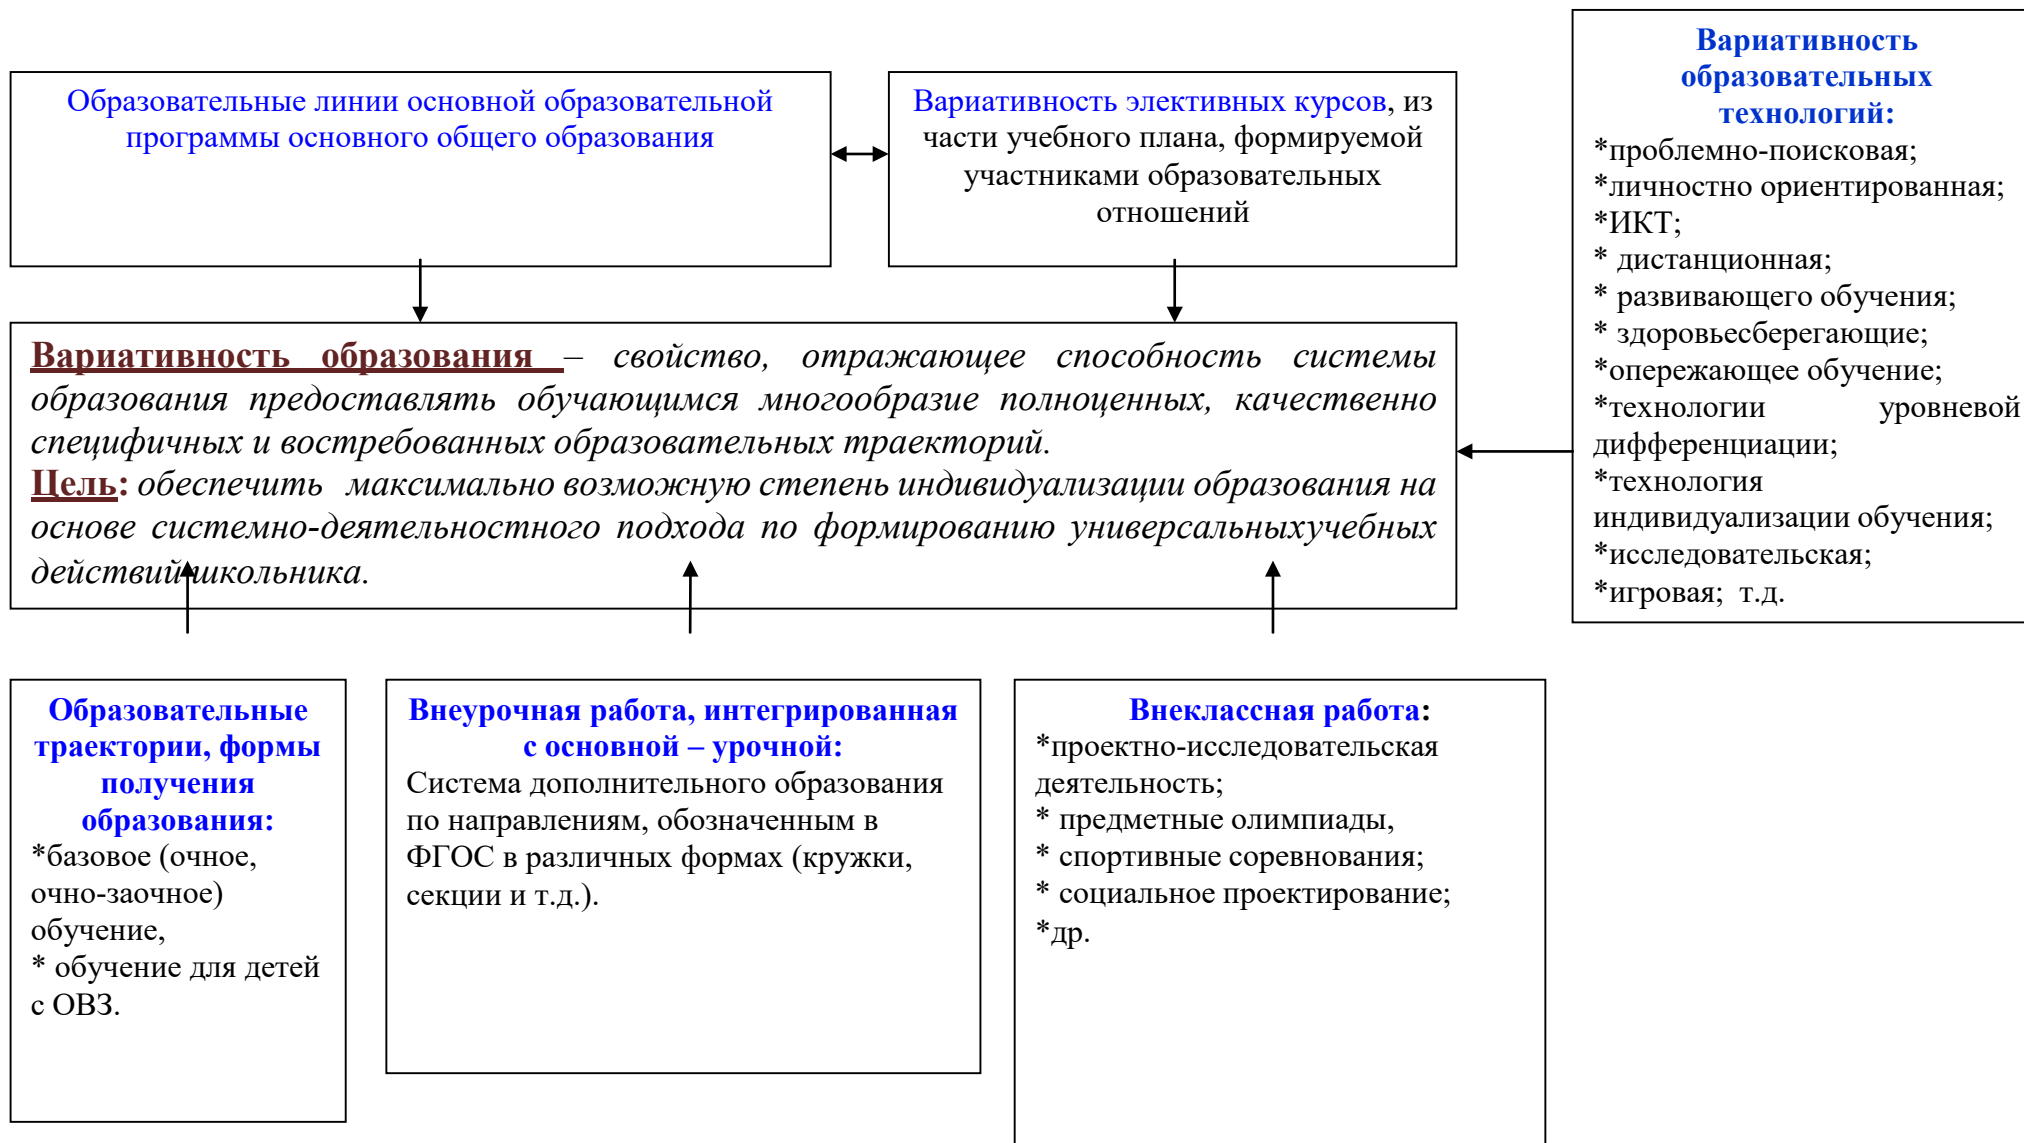 Образовательные линии основной образовательной
программы основного общего образования
Вариативность элективных курсов, из
части учебного плана, формируемой
участниками образовательных
отношений
Вариативность
образовательных
технологий:
*проблемно-поисковая;
*личностно ориентированная;
*ИКТ;
* дистанционная;
* развивающего обучения;
* здоровьесберегающие;
*опережающее обучение;
*технологии уровневой
дифференциации;
*технология
индивидуализации обучения;
*исследовательская;
*игровая; т.д.
Вариативность образования – свойство, отражающее способность системы
образования предоставлять обучающимся многообразие полноценных, качественно
специфичных и востребованных образовательных траекторий.
Цель: обеспечить максимально возможную степень индивидуализации образования на
основе системно-деятельностного подхода по формированию универсальныхучебных
действий школьника.
Образовательные
траектории, формы
получения
образования:
*базовое (очное,
очно-заочное)
обучение,
* обучение для детей
с ОВЗ.
Внеурочная работа, интегрированная
с основной – урочной:
Система дополнительного образования
по направлениям, обозначенным в
ФГОС в различных формах (кружки,
секции и т.д.).
Внеклассная работа:
*проектно-исследовательская
деятельность;
* предметные олимпиады,
* спортивные соревнования;
* социальное проектирование;
*др.